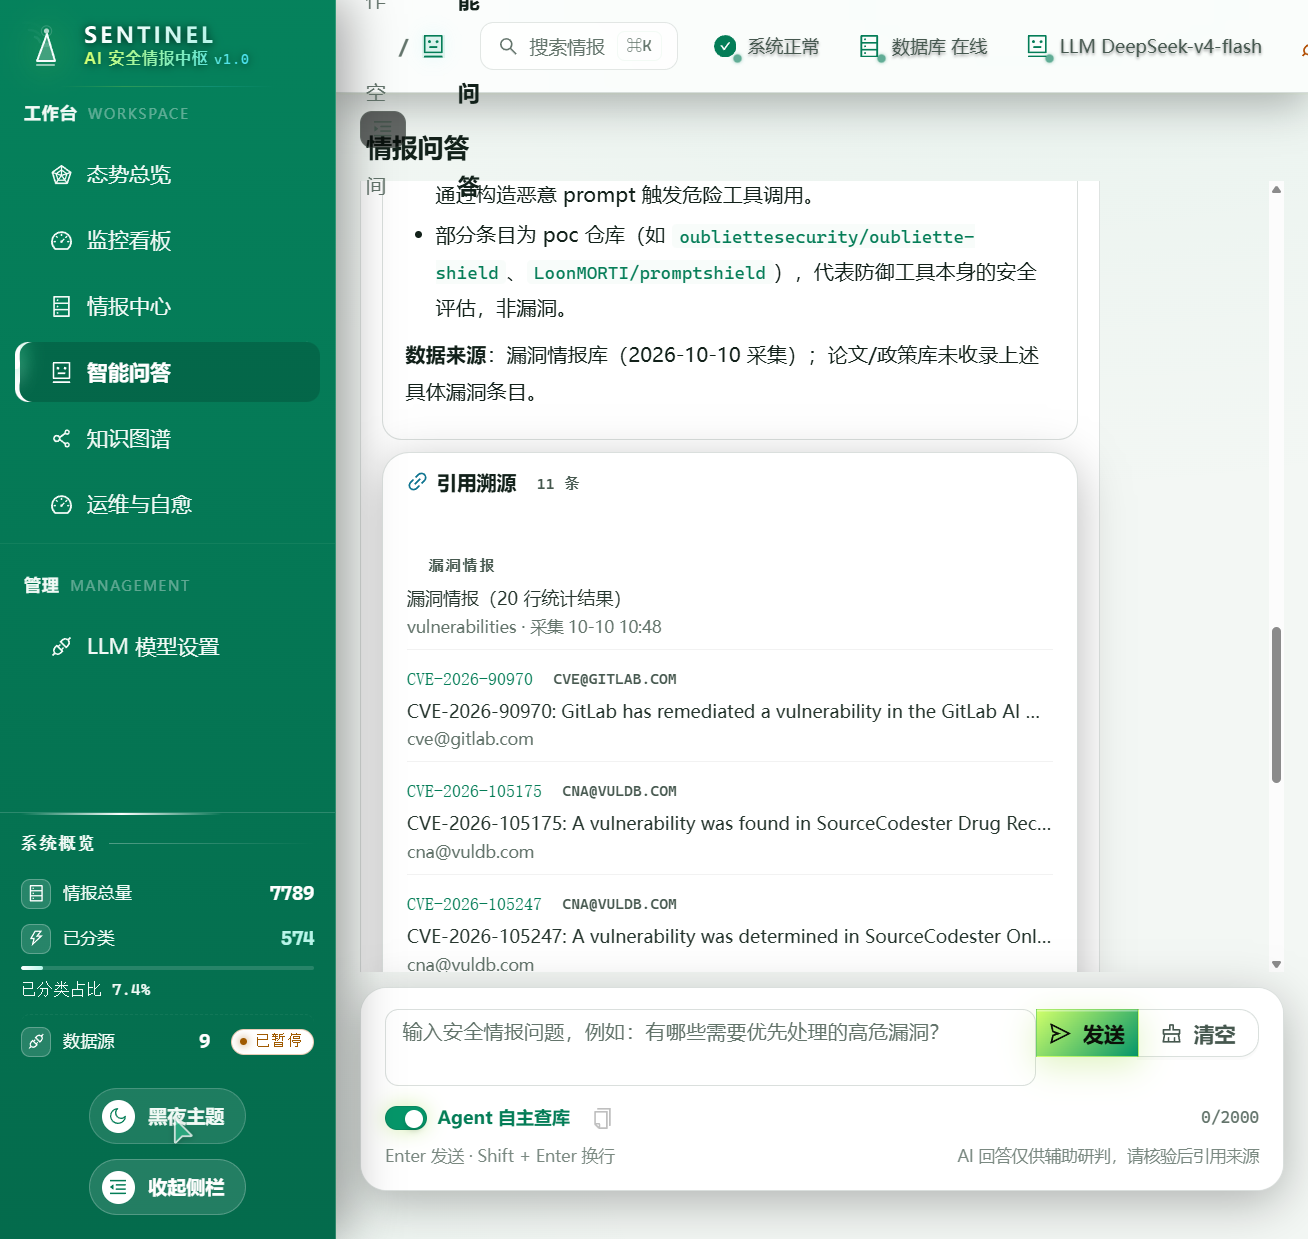 SENTINEL
AI 安全情报中枢 v1.0
工作台 WORKSPACE
态势总览
监控看板
情报中心
智能问答
知识图谱
运维与自愈
管理 MANAGEMENT
LLM 模型设置
系统概览
情报总量 7789
已分类 574
已分类占比 7.4%
数据源 9 已暂停
黑夜主题
收起侧栏
作 能
/ 搜索情报 ⌘K 系统正常 数据库 在线 LLM DeepSeek-v4-flash
空 问
情报问答
间 答
通过构造恶意 prompt 触发危险工具调用。
• 部分条目为 poc 仓库（如 oubliettesecurity/oubliette-
shield 、 LoonMORTI/promptshield ），代表防御工具本身的安全
评估，非漏洞。
数据来源：漏洞情报库（2026-10-10 采集）；论文/政策库未收录上述
具体漏洞条目。
引用溯源 11 条
漏洞情报
漏洞情报（20 行统计结果）
vulnerabilities · 采集 10-10 10:48
CVE-2026-90970 CVE@GITLAB.COM
CVE-2026-90970: GitLab has remediated a vulnerability in the GitLab AI ...
cve@gitlab.com
CVE-2026-105175 CNA@VULDB.COM
CVE-2026-105175: A vulnerability was found in SourceCodester Drug Rec...
cna@vuldb.com
CVE-2026-105247 CNA@VULDB.COM
CVE-2026-105247: A vulnerability was determined in SourceCodester Onl...
cna@vuldb.com
输入安全情报问题，例如：有哪些需要优先处理的高危漏洞？
发送
清空
Agent 自主查库
0/2000
Enter 发送 · Shift + Enter 换行
AI 回答仅供辅助研判，请核验后引用来源